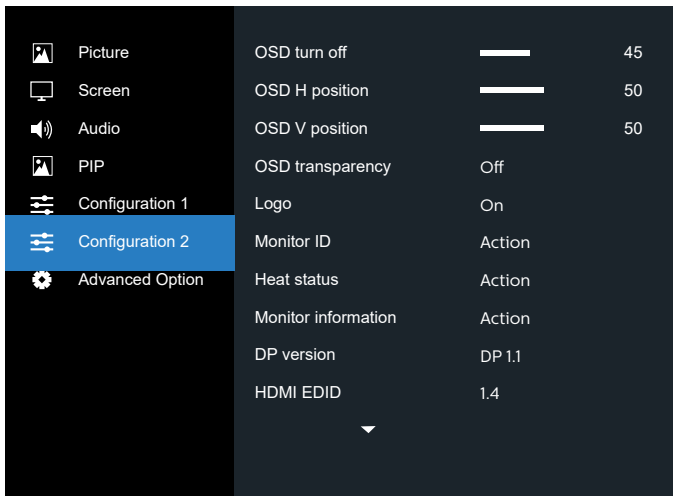 Picture
Screen
Audio
PIP
Configuration 1
Configuration 2
Advanced Option
OSD turn off 45
OSD H position 50
OSD V position 50
OSD transparency Off
Logo On
Monitor ID Action
Heat status Action
Monitor information Action
DP version DP 1.1
HDMI EDID 1.4